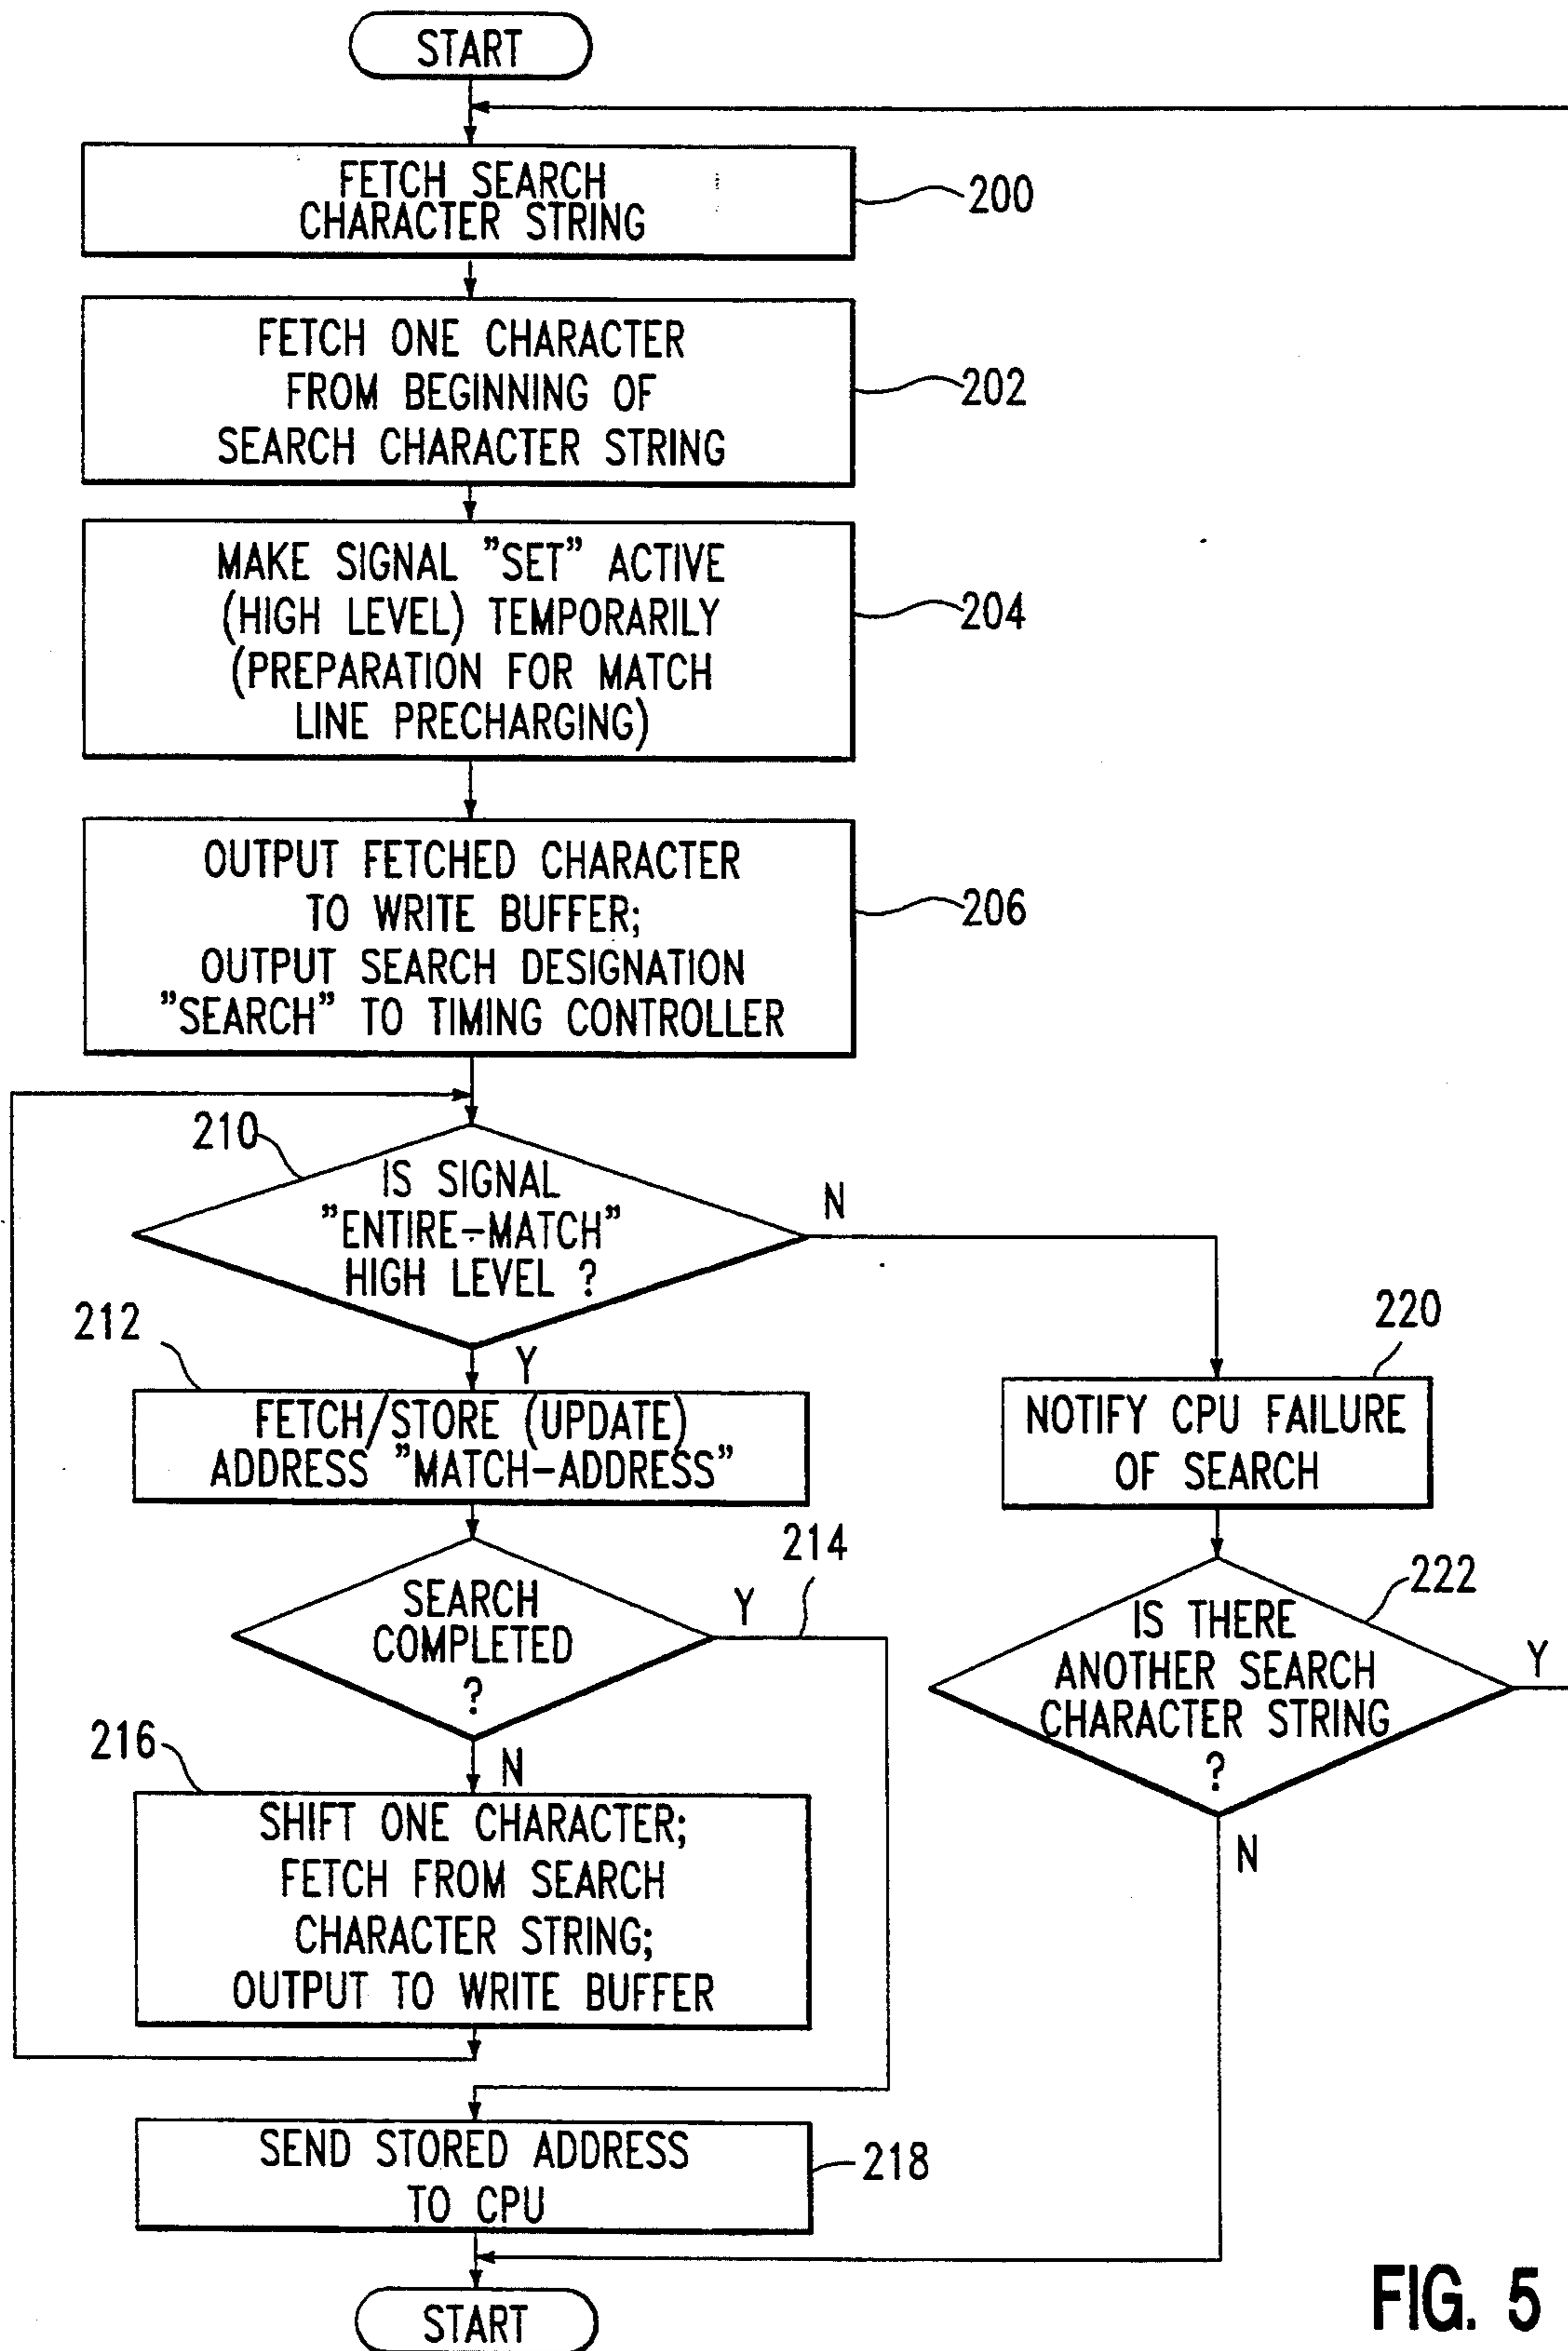 START
FETCH SEARCH
CHARACTER STRING
200
FETCH ONE CHARACTER
FROM BEGINNING OF
SEARCH CHARACTER STRING
202
MAKE SIGNAL "SET" ACTIVE
(HIGH LEVEL) TEMPORARILY
(PREPARATION FOR MATCH
LINE PRECHARGING)
204
OUTPUT FETCHED CHARACTER
TO WRITE BUFFER;
OUTPUT SEARCH DESIGNATION
"SEARCH" TO TIMING CONTROLLER
206
210
IS SIGNAL
"ENTIRE-MATCH"
HIGH LEVEL ?
N
Y
212
FETCH/STORE (UPDATE)
ADDRESS "MATCH-ADDRESS"
220
NOTIFY CPU FAILURE
OF SEARCH
214
SEARCH
COMPLETED
?
Y
N
222
IS THERE
ANOTHER SEARCH
CHARACTER STRING
?
Y
N
216
SHIFT ONE CHARACTER;
FETCH FROM SEARCH
CHARACTER STRING;
OUTPUT TO WRITE BUFFER
SEND STORED ADDRESS
TO CPU
218
START
FIG. 5